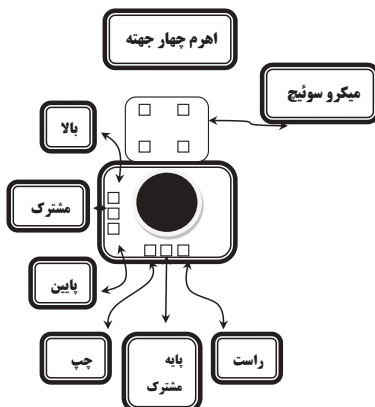 اهرم چهار جهته
میکرو سوئیچ
بالا
مشترک
پایین
راست
پایه
مشترک
چپ